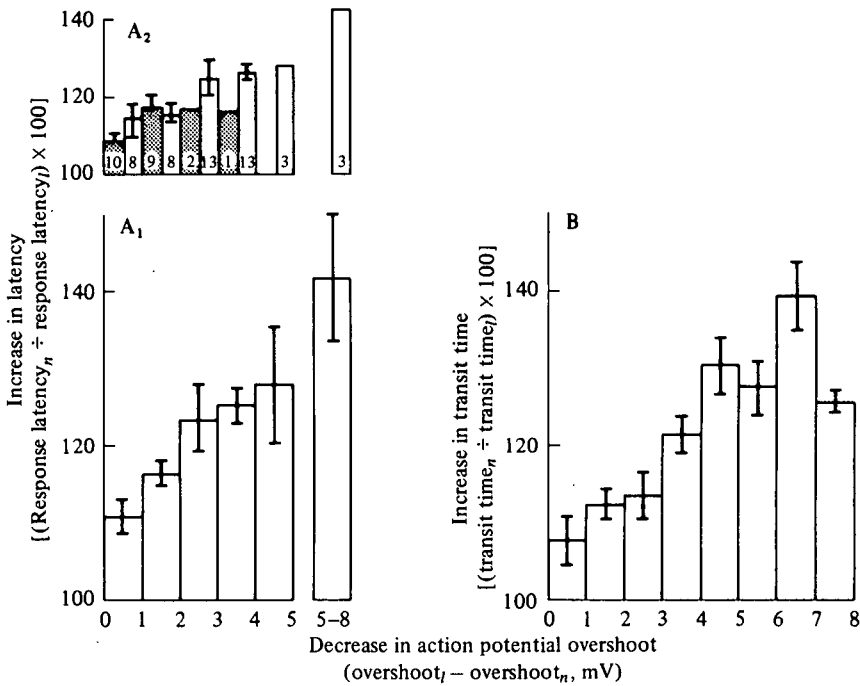 A₂
140
120
100
10 8 9 8 2 13 1 13 3 3
A₁
140
120
100
0 1 2 3 4 5 5–8
Increase in latency
[(Response latencyₙ ÷ response latencyₗ) × 100]
B
140
120
100
0 1 2 3 4 5 6 7 8
Increase in transit time
[(transit timeₙ ÷ transit timeₗ) × 100]
Decrease in action potential overshoot
(overshootₗ − overshootₙ, mV)